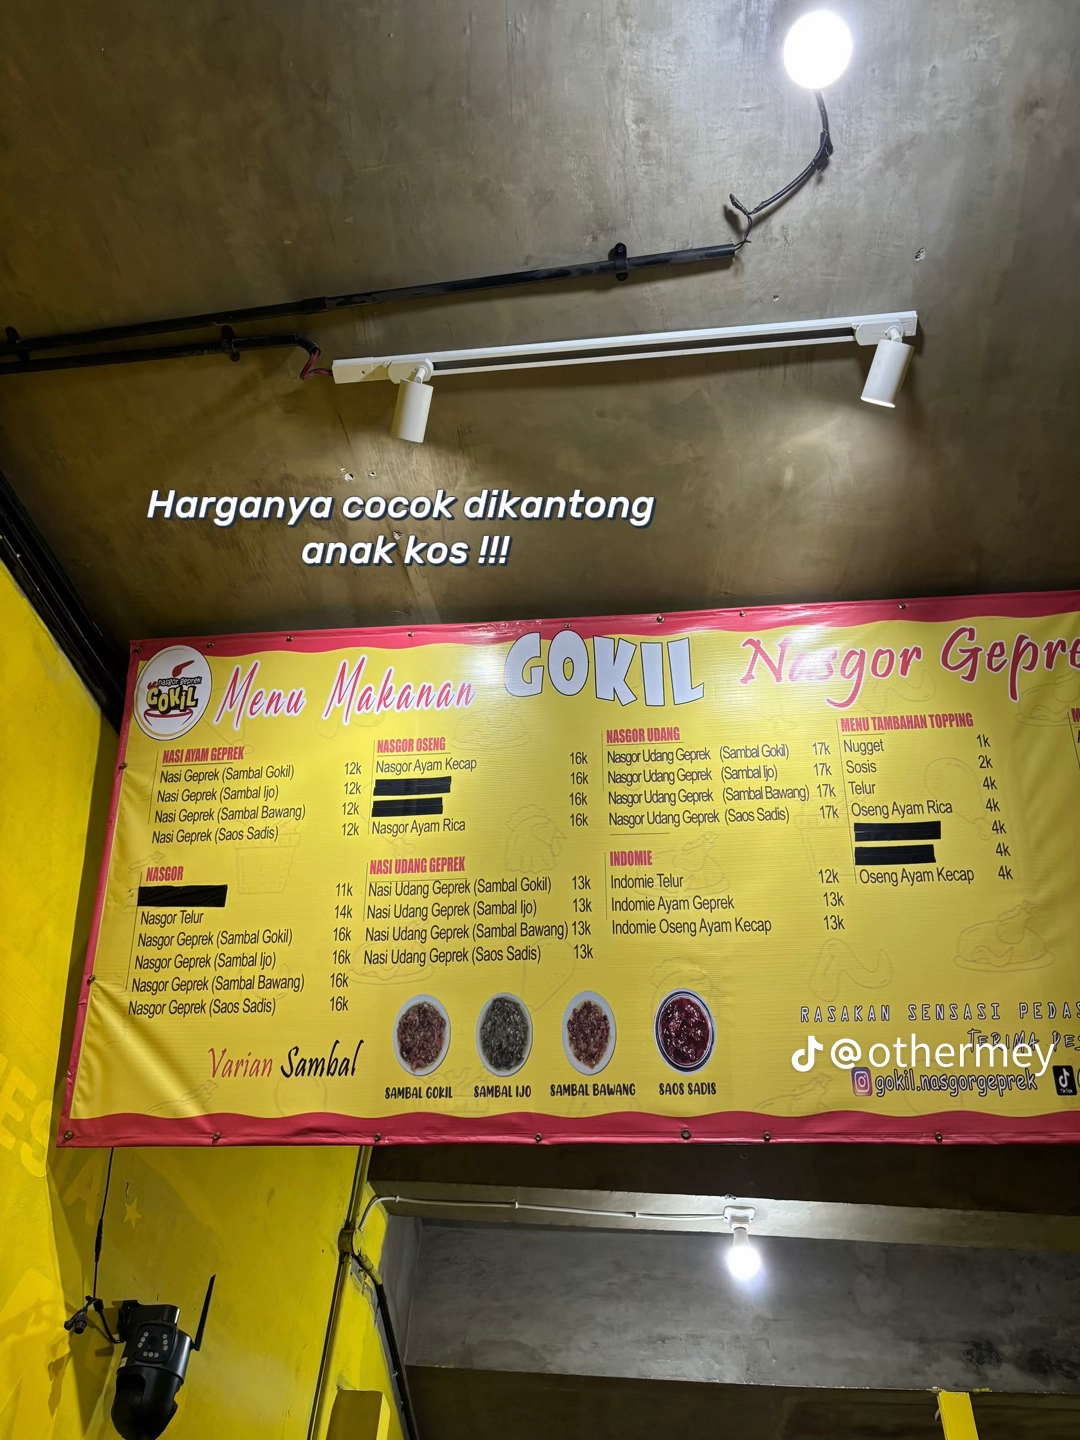 Harganya cocok dikantong
anak kos !!!
nasgor geprek
GOKIL
Menu Makanan
GOKIL
Nasgor Gepre
NASI AYAM GEPREK
Nasi Geprek (Sambal Gokil) 12k
Nasi Geprek (Sambal Ijo) 12k
Nasi Geprek (Sambal Bawang) 12k
Nasi Geprek (Saos Sadis) 12k
NASGOR
11k
Nasgor Telur 14k
Nasgor Geprek (Sambal Gokil) 16k
Nasgor Geprek (Sambal Ijo) 16k
Nasgor Geprek (Sambal Bawang) 16k
Nasgor Geprek (Saos Sadis) 16k
NASGOR OSENG
Nasgor Ayam Kecap 16k
16k
16k
Nasgor Ayam Rica 16k
NASI UDANG GEPREK
Nasi Udang Geprek (Sambal Gokil) 13k
Nasi Udang Geprek (Sambal Ijo) 13k
Nasi Udang Geprek (Sambal Bawang) 13k
Nasi Udang Geprek (Saos Sadis) 13k
NASGOR UDANG
Nasgor Udang Geprek (Sambal Gokil) 17k
Nasgor Udang Geprek (Sambal Ijo) 17k
Nasgor Udang Geprek (Sambal Bawang) 17k
Nasgor Udang Geprek (Saos Sadis) 17k
INDOMIE
Indomie Telur 12k
Indomie Ayam Geprek 13k
Indomie Oseng Ayam Kecap 13k
MENU TAMBAHAN TOPPING
Nugget 1k
Sosis 2k
Telur 4k
Oseng Ayam Rica 4k
4k
4k
Oseng Ayam Kecap 4k
Varian Sambal
SAMBAL GOKIL
SAMBAL IJO
SAMBAL BAWANG
SAOS SADIS
RASAKAN SENSASI PEDAS
TERIMA
@othermey
gokil.nasgorgeprek